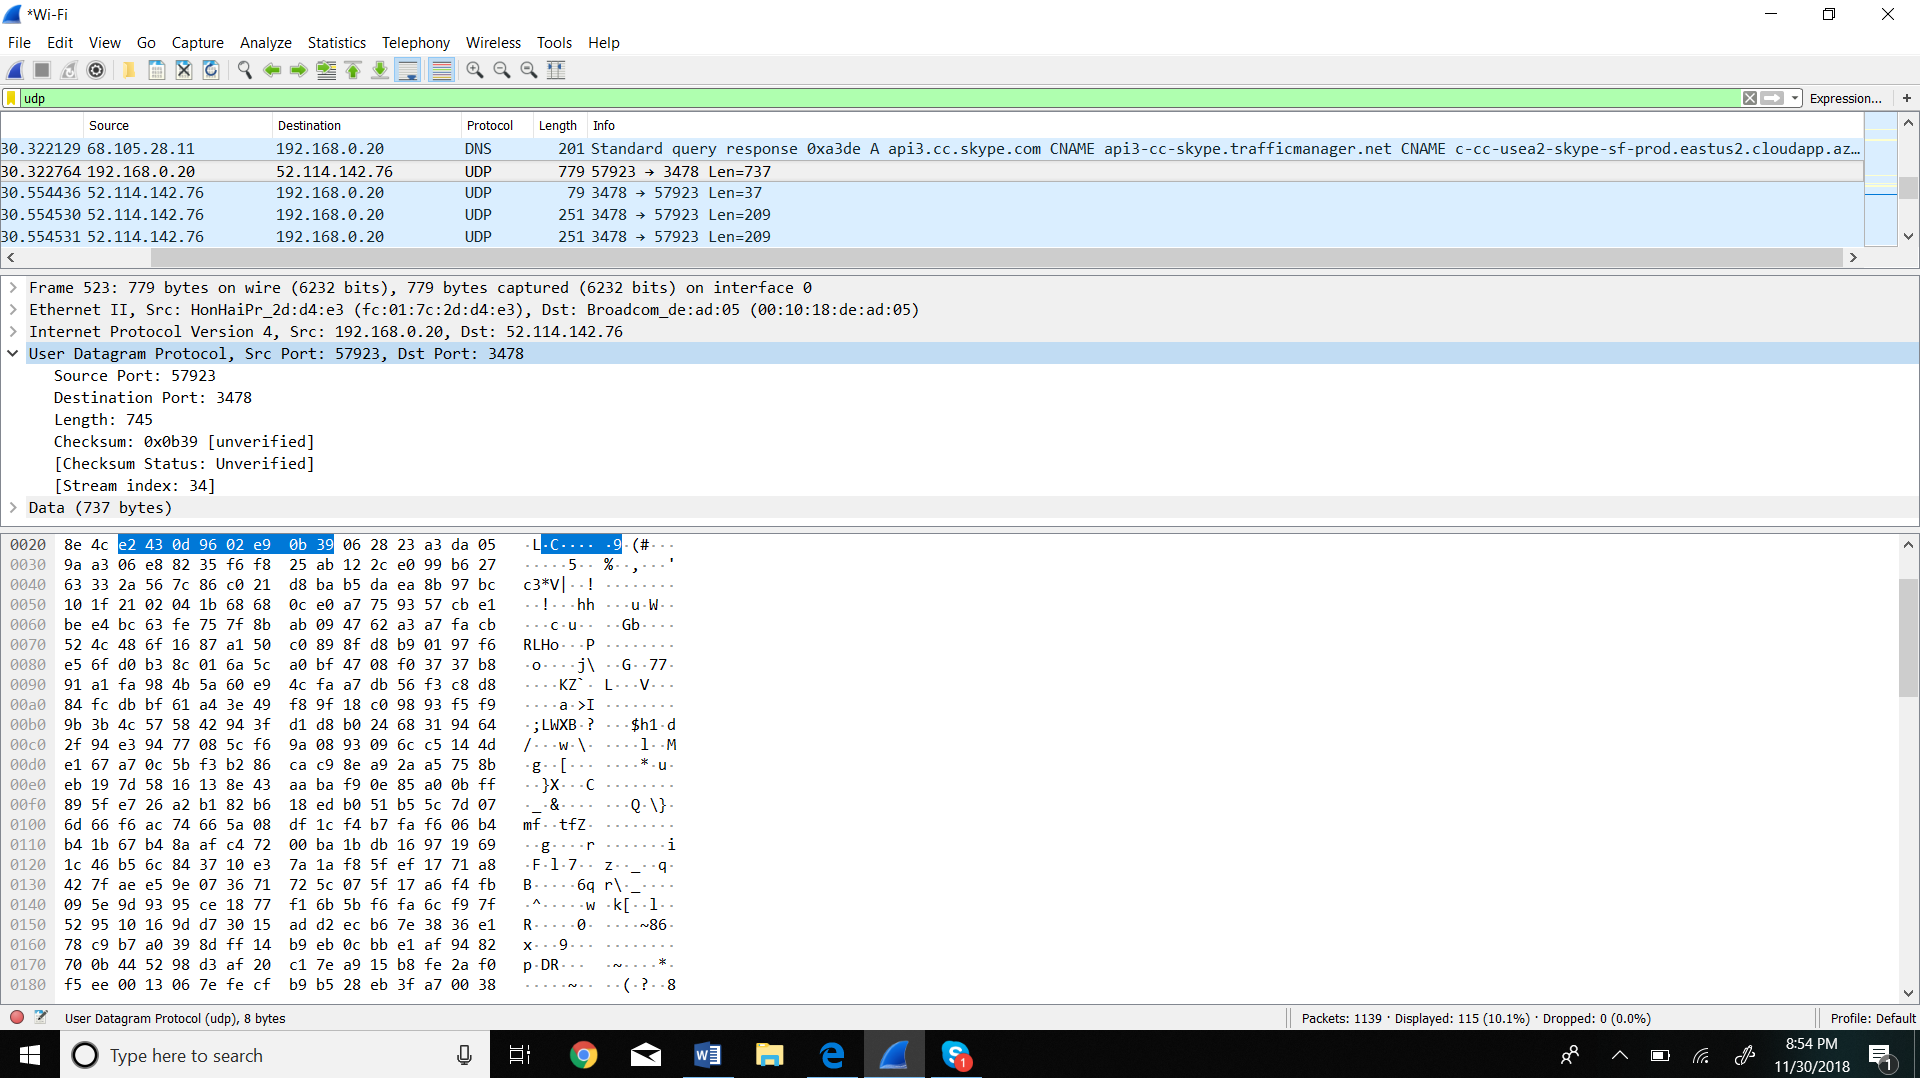 *Wi-Fi
File Edit View Go Capture Analyze Statistics Telephony Wireless Tools Help
udp Expression... +
Source Destination Protocol Length Info
30.322129 68.105.28.11 192.168.0.20 DNS 201 Standard query response 0xa3de A api3.cc.skype.com CNAME api3-cc-skype.trafficmanager.net CNAME c-cc-usea2-skype-sf-prod.eastus2.cloudapp.az...
30.322764 192.168.0.20 52.114.142.76 UDP 779 57923 → 3478 Len=737
30.554436 52.114.142.76 192.168.0.20 UDP 79 3478 → 57923 Len=37
30.554530 52.114.142.76 192.168.0.20 UDP 251 3478 → 57923 Len=209
30.554531 52.114.142.76 192.168.0.20 UDP 251 3478 → 57923 Len=209
Frame 523: 779 bytes on wire (6232 bits), 779 bytes captured (6232 bits) on interface 0
Ethernet II, Src: HonHaiPr_2d:d4:e3 (fc:01:7c:2d:d4:e3), Dst: Broadcom_de:ad:05 (00:10:18:de:ad:05)
Internet Protocol Version 4, Src: 192.168.0.20, Dst: 52.114.142.76
User Datagram Protocol, Src Port: 57923, Dst Port: 3478
Source Port: 57923
Destination Port: 3478
Length: 745
Checksum: 0x0b39 [unverified]
[Checksum Status: Unverified]
[Stream index: 34]
Data (737 bytes)
0020 8e 4c e2 43 0d 96 02 e9 0b 39 06 28 23 a3 da 05 ·L·C···· ·9·(#···
0030 9a a3 06 e8 82 35 f6 f8 25 ab 12 2c e0 99 b6 27 ·····5·· %··,···'
0040 63 33 2a 56 7c 86 c0 21 d8 ba b5 da ea 8b 97 bc c3*V|··! ········
0050 10 1f 21 02 04 1b 68 68 0c e0 a7 75 93 57 cb e1 ··!···hh ···u·W··
0060 be e4 bc 63 fe 75 7f 8b ab 09 47 62 a3 a7 fa cb ···c·u·· ··Gb····
0070 52 4c 48 6f 16 87 a1 50 c0 89 8f d8 b9 01 97 f6 RLHo···P ········
0080 e5 6f d0 b3 8c 01 6a 5c a0 bf 47 08 f0 37 37 b8 ·o····j\ ··G··77·
0090 91 a1 fa 98 4b 5a 60 e9 4c fa a7 db 56 f3 c8 d8 ····KZ`· L···V···
00a0 84 fc db bf 61 a4 3e 49 f8 9f 18 c0 98 93 f5 f9 ····a·>I ········
00b0 9b 3b 4c 57 58 42 94 3f d1 d8 b0 24 68 31 94 64 ·;LWXB·? ···$h1·d
00c0 2f 94 e3 94 77 08 5c f6 9a 08 93 09 6c c5 14 4d /···w·\· ····l··M
00d0 e1 67 a7 0c 5b f3 b2 86 ca c9 8e a9 2a a5 75 8b ·g··[··· ····*·u·
00e0 eb 19 7d 58 16 13 8e 43 aa ba f9 0e 85 a0 0b ff ··}X···C ········
00f0 89 5f e7 26 a2 b1 82 b6 18 ed b0 51 b5 5c 7d 07 ·_·&···· ···Q·\}·
0100 6d 66 f6 ac 74 66 5a 08 df 1c f4 b7 fa f6 06 b4 mf··tfZ· ········
0110 b4 1b 67 b4 8a af c4 72 00 ba 1b db 16 97 19 69 ··g····r ·······i
0120 1c 46 b5 6c 84 37 10 e3 7a 1a f8 5f ef 17 71 a8 ·F·l·7·· z··_··q·
0130 42 7f ae e5 9e 07 36 71 72 5c 07 5f 17 a6 f4 fb B·····6q r\·_····
0140 09 5e 9d 93 95 ce 18 77 f1 6b 5b f6 fa 6c f9 7f ·^·····w ·k[··l··
0150 52 95 10 16 9d d7 30 15 ad d2 ec b6 7e 38 36 e1 R·····0· ····~86·
0160 78 c9 b7 a0 39 8d ff 14 b9 eb 0c bb e1 af 94 82 x···9··· ········
0170 70 0b 44 52 98 d3 af 20 c1 7e a9 15 b8 fe 2a f0 p·DR··· ·~····*·
0180 f5 ee 00 13 06 7e fe cf b9 b5 28 eb 3f a7 00 38 ·····~·· ··(·?··8
User Datagram Protocol (udp), 8 bytes Packets: 1139 · Displayed: 115 (10.1%) · Dropped: 0 (0.0%) Profile: Default
Type here to search 1 8:54 PM
11/30/2018 1